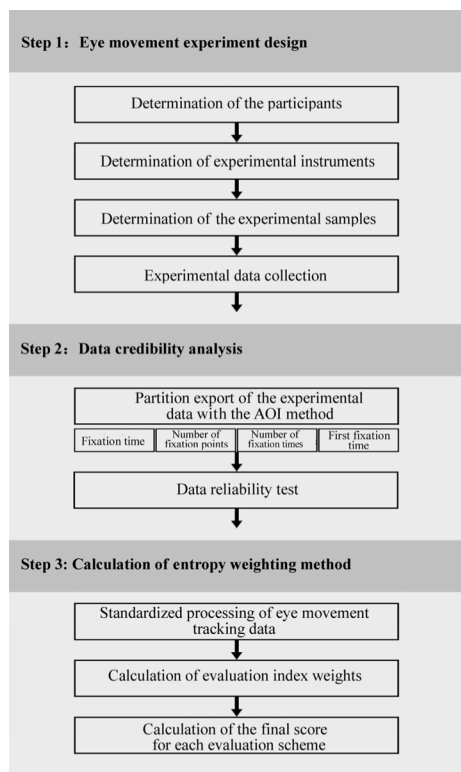 Step 1：Eye movement experiment design
Determination of the participants
Determination of experimental instruments
Determination of the experimental samples
Experimental data collection
Step 2：Data credibility analysis
Partition export of the experimental
data with the AOI method
Fixation time
Number of
fixation points
Number of
fixation times
First fixation
time
Data reliability test
Step 3: Calculation of entropy weighting method
Standardized processing of eye movement
tracking data
Calculation of evaluation index weights
Calculation of the final score
for each evaluation scheme